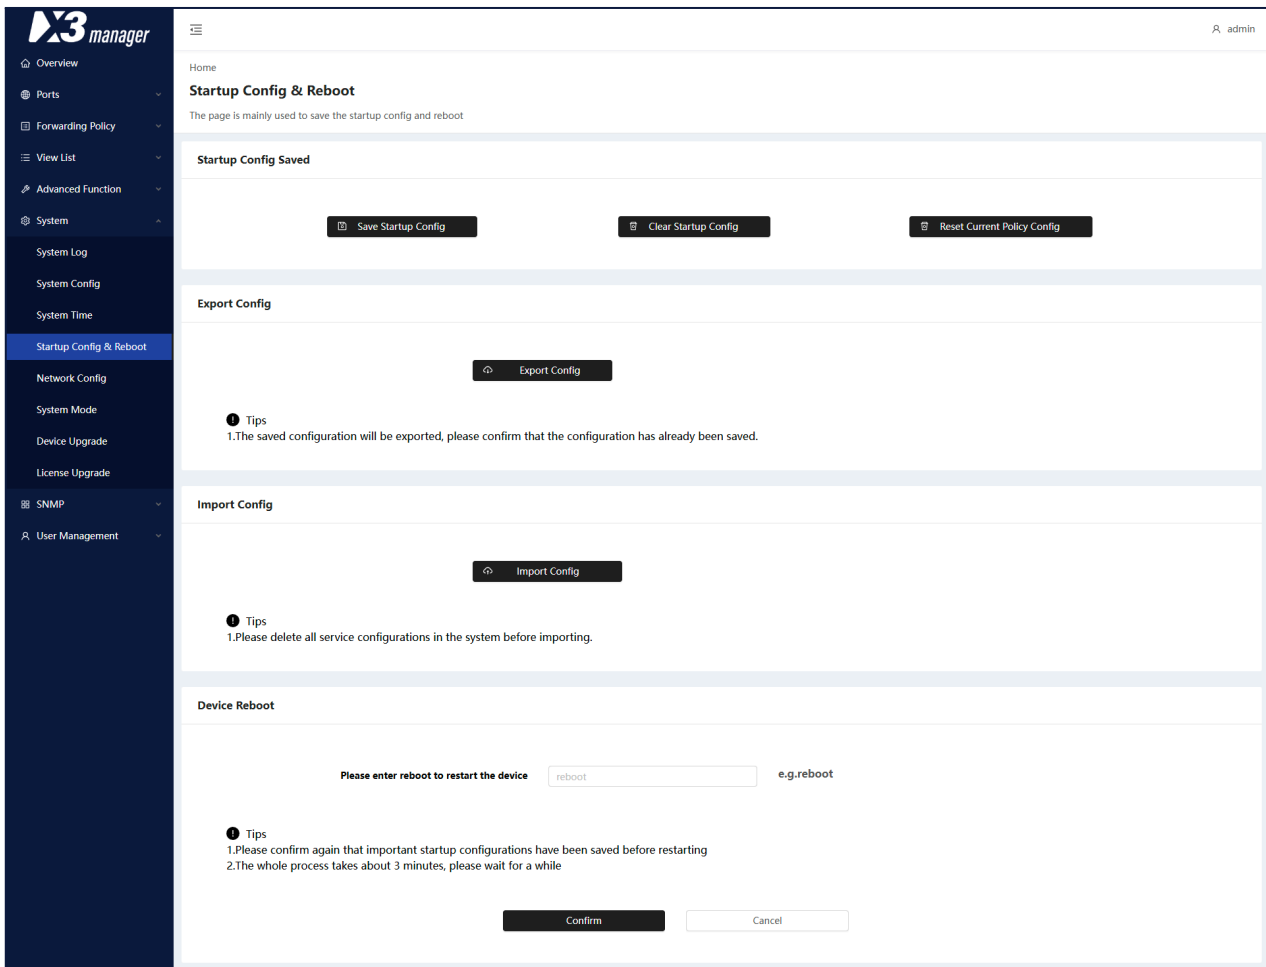 X3 manager
admin
Overview
Ports
Forwarding Policy
View List
Advanced Function
System
System Log
System Config
System Time
Startup Config & Reboot
Network Config
System Mode
Device Upgrade
License Upgrade
SNMP
User Management
Home
Startup Config & Reboot
The page is mainly used to save the startup config and reboot
Startup Config Saved
Save Startup Config
Clear Startup Config
Reset Current Policy Config
Export Config
Export Config
Tips
1.The saved configuration will be exported, please confirm that the configuration has already been saved.
Import Config
Import Config
Tips
1.Please delete all service configurations in the system before importing.
Device Reboot
Please enter reboot to restart the device
reboot
e.g.reboot
Tips
1.Please confirm again that important startup configurations have been saved before restarting
2.The whole process takes about 3 minutes, please wait for a while
Confirm
Cancel